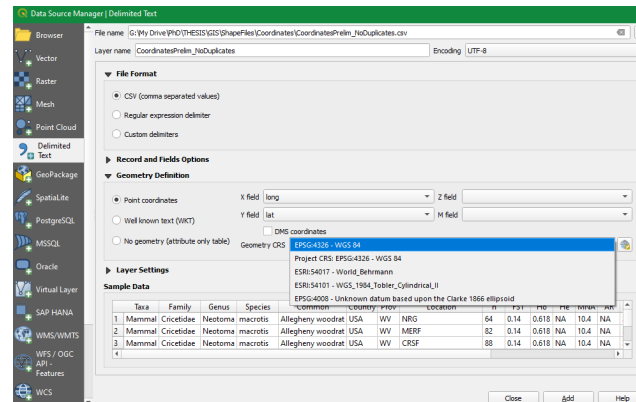 Data Source Manager | Delimited Text
Browser
Vector
Raster
Mesh
Point Cloud
Delimited
Text
GeoPackage
SpatiaLite
PostgreSQL
MSSQL
Oracle
Virtual Layer
SAP HANA
WMS/WMTS
WFS / OGC
API -
Features
WCS
File name G:\My Drive\PhD\THESIS\GIS\ShapeFiles\Coordinates\CoordinatesPrelim_NoDuplicates.csv
Layer name CoordinatesPrelim_NoDuplicates Encoding UTF-8
File Format
CSV (comma separated values)
Regular expression delimiter
Custom delimiters
Record and Fields Options
Geometry Definition
Point coordinates X field long Z field
Well known text (WKT) Y field lat M field
DMS coordinates
No geometry (attribute only table) Geometry CRS EPSG:4326 - WGS 84
Project CRS: EPSG:4326 - WGS 84
ESRI:54017 - World_Behrmann
ESRI:54101 - WGS_1984_Tobler_Cylindrical_II
EPSG:4008 - Unknown datum based upon the Clarke 1866 ellipsoid
Layer Settings
Sample Data
Taxa Family Genus Species Common Country Prov Location n FST Ho He MNA AR
1 Mammal Cricetidae Neotoma macrotis Allegheny woodrat USA WV NRG 64 0.14 0.618 NA 10.4 NA
2 Mammal Cricetidae Neotoma macrotis Allegheny woodrat USA WV MERF 82 0.14 0.618 NA 10.4 NA
3 Mammal Cricetidae Neotoma macrotis Allegheny woodrat USA WV CRSF 88 0.14 0.618 NA 10.4 NA
Close Add Help